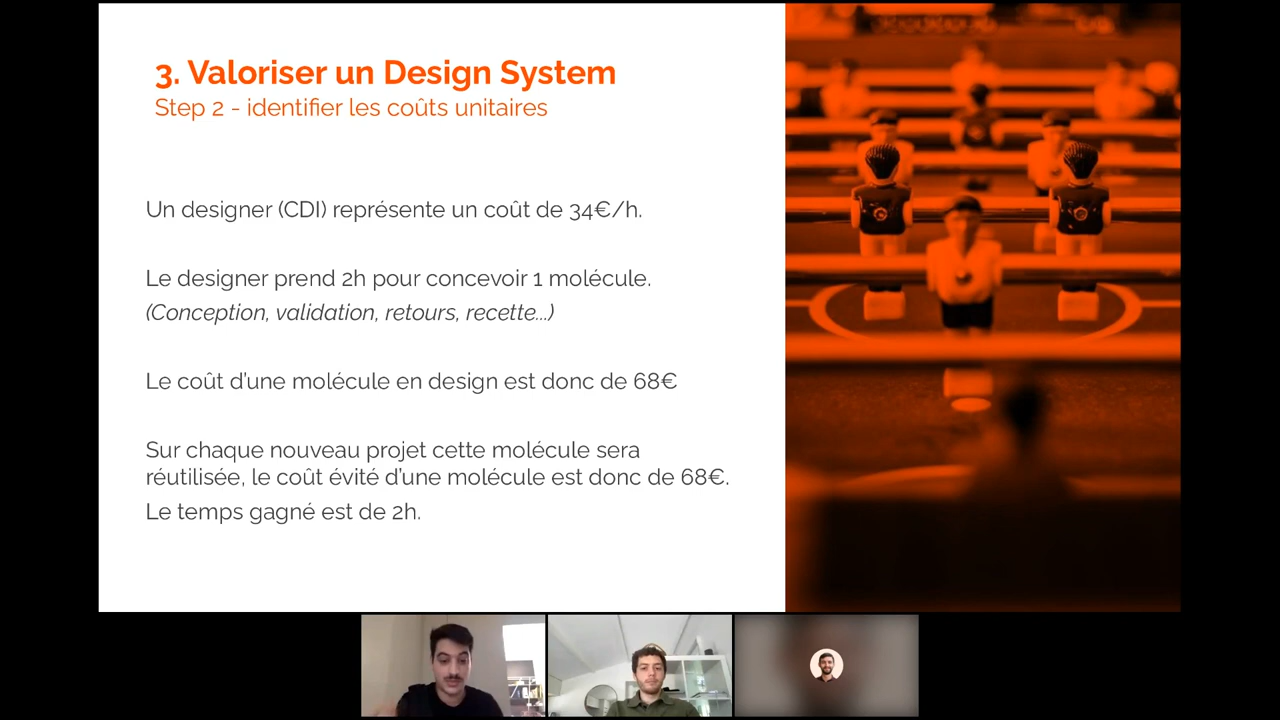 3. Valoriser un Design System
Step 2 - identifier les coûts unitaires
Un designer (CDI) représente un coût de 34€/h.
Le designer prend 2h pour concevoir 1 molécule.
(Conception, validation, retours, recette...)
Le coût d'une molécule en design est donc de 68€
Sur chaque nouveau projet cette molécule sera
réutilisée, le coût évité d'une molécule est donc de 68€.
Le temps gagné est de 2h.